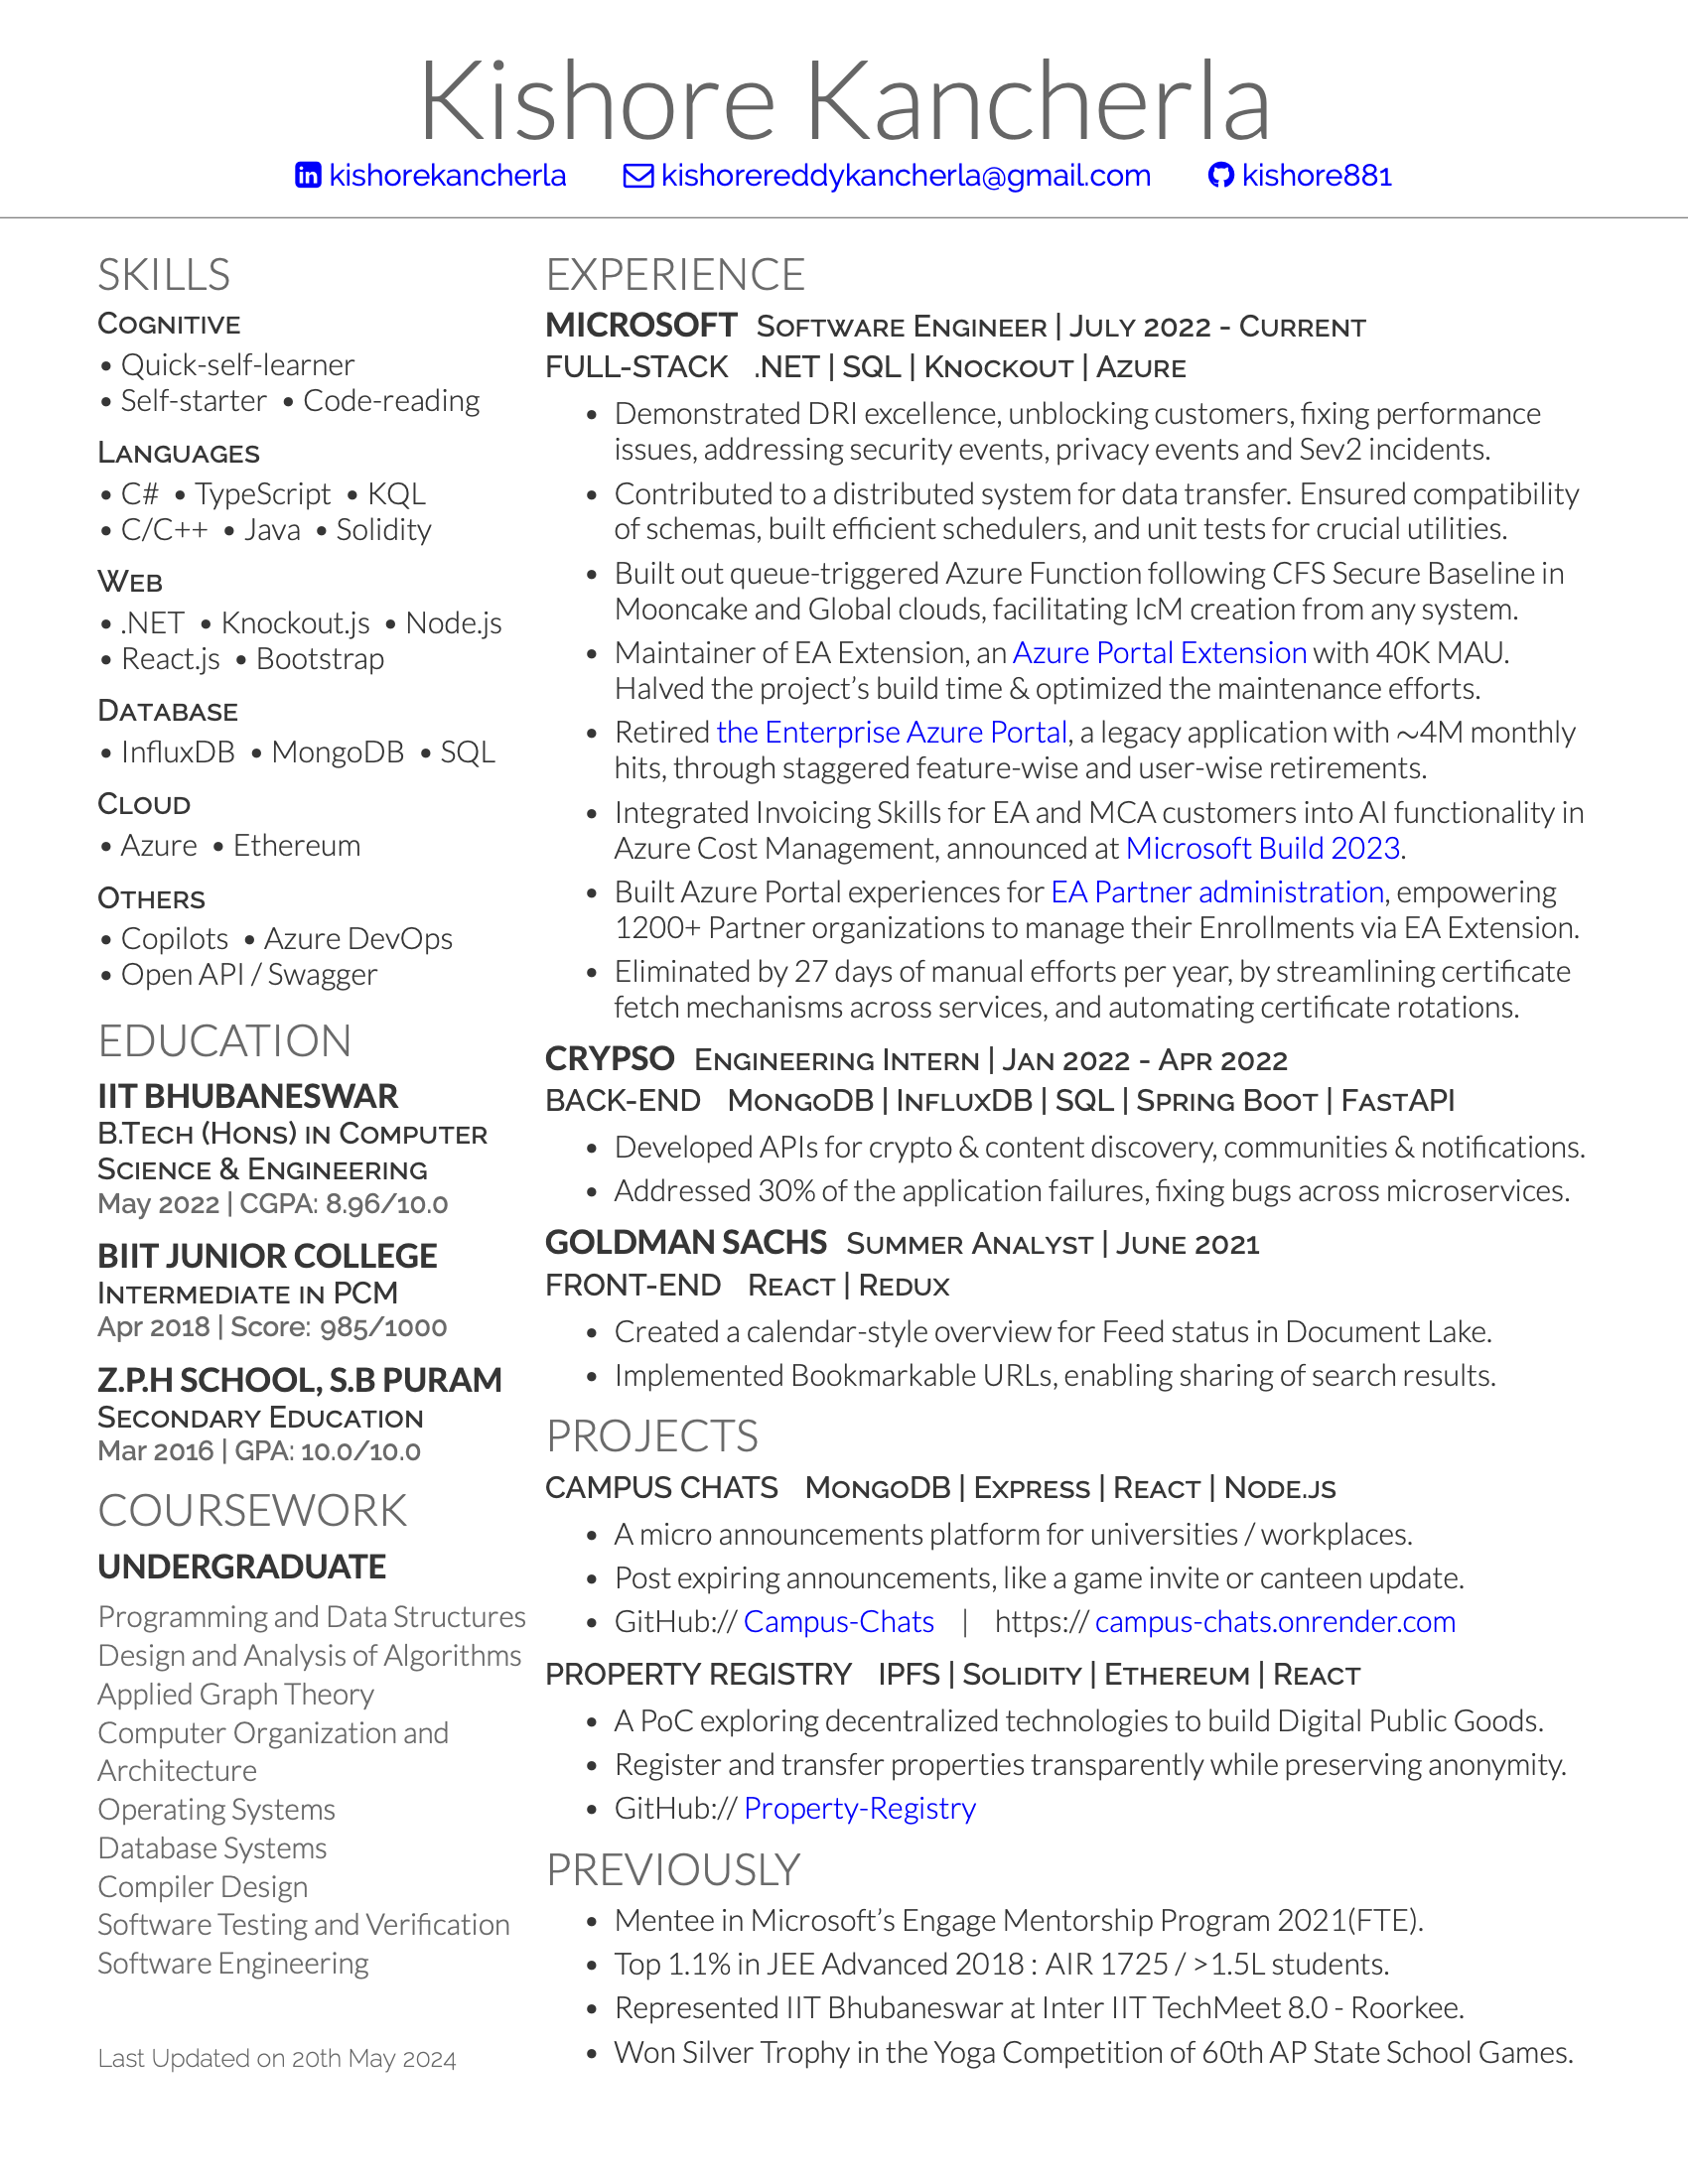 Kishore Kancherla
kishorekancherla kishorereddykancherla@gmail.com kishore881
SKILLS
Cognitive
• Quick-self-learner
• Self-starter • Code-reading
Languages
• C# • TypeScript • KQL
• C/C++ • Java • Solidity
Web
• .NET • Knockout.js • Node.js
• React.js • Bootstrap
Database
• InfluxDB • MongoDB • SQL
Cloud
• Azure • Ethereum
Others
• Copilots • Azure DevOps
• Open API / Swagger
EDUCATION
IIT BHUBANESWAR
B.Tech (Hons) in Computer
Science & Engineering
May 2022 | CGPA: 8.96/10.0
BIIT JUNIOR COLLEGE
Intermediate in PCM
Apr 2018 | Score: 985/1000
Z.P.H SCHOOL, S.B PURAM
Secondary Education
Mar 2016 | GPA: 10.0/10.0
COURSEWORK
UNDERGRADUATE
Programming and Data Structures
Design and Analysis of Algorithms
Applied Graph Theory
Computer Organization and
Architecture
Operating Systems
Database Systems
Compiler Design
Software Testing and Verification
Software Engineering
Last Updated on 20th May 2024
EXPERIENCE
MICROSOFT Software Engineer | July 2022 - Current
FULL-STACK .NET | SQL | Knockout | Azure
• Demonstrated DRI excellence, unblocking customers, fixing performance
issues, addressing security events, privacy events and Sev2 incidents.
• Contributed to a distributed system for data transfer. Ensured compatibility
of schemas, built efficient schedulers, and unit tests for crucial utilities.
• Built out queue-triggered Azure Function following CFS Secure Baseline in
Mooncake and Global clouds, facilitating IcM creation from any system.
• Maintainer of EA Extension, an Azure Portal Extension with 40K MAU.
Halved the project's build time & optimized the maintenance efforts.
• Retired the Enterprise Azure Portal, a legacy application with ~4M monthly
hits, through staggered feature-wise and user-wise retirements.
• Integrated Invoicing Skills for EA and MCA customers into AI functionality in
Azure Cost Management, announced at Microsoft Build 2023.
• Built Azure Portal experiences for EA Partner administration, empowering
1200+ Partner organizations to manage their Enrollments via EA Extension.
• Eliminated by 27 days of manual efforts per year, by streamlining certificate
fetch mechanisms across services, and automating certificate rotations.
CRYPSO Engineering Intern | Jan 2022 - Apr 2022
BACK-END MongoDB | InfluxDB | SQL | Spring Boot | FastAPI
• Developed APIs for crypto & content discovery, communities & notifications.
• Addressed 30% of the application failures, fixing bugs across microservices.
GOLDMAN SACHS Summer Analyst | June 2021
FRONT-END React | Redux
• Created a calendar-style overview for Feed status in Document Lake.
• Implemented Bookmarkable URLs, enabling sharing of search results.
PROJECTS
CAMPUS CHATS MongoDB | Express | React | Node.js
• A micro announcements platform for universities / workplaces.
• Post expiring announcements, like a game invite or canteen update.
• GitHub:// Campus-Chats | https:// campus-chats.onrender.com
PROPERTY REGISTRY IPFS | Solidity | Ethereum | React
• A PoC exploring decentralized technologies to build Digital Public Goods.
• Register and transfer properties transparently while preserving anonymity.
• GitHub:// Property-Registry
PREVIOUSLY
• Mentee in Microsoft's Engage Mentorship Program 2021(FTE).
• Top 1.1% in JEE Advanced 2018 : AIR 1725 / >1.5L students.
• Represented IIT Bhubaneswar at Inter IIT TechMeet 8.0 - Roorkee.
• Won Silver Trophy in the Yoga Competition of 60th AP State School Games.